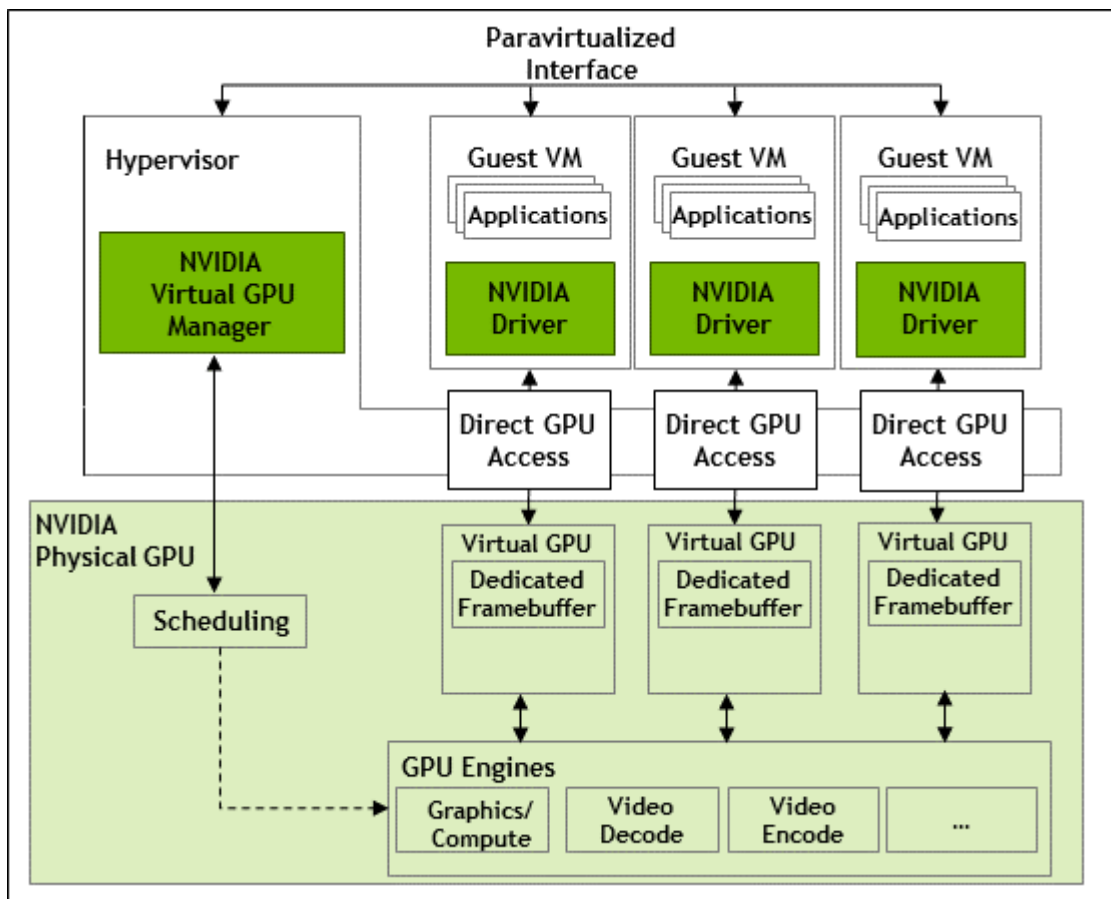 Paravirtualized
Interface
Hypervisor
NVIDIA
Virtual GPU
Manager
Guest VM
Applications
NVIDIA
Driver
Guest VM
Applications
NVIDIA
Driver
Guest VM
Applications
NVIDIA
Driver
Direct GPU
Access
Direct GPU
Access
Direct GPU
Access
NVIDIA
Physical GPU
Scheduling
Virtual GPU
Dedicated
Framebuffer
Virtual GPU
Dedicated
Framebuffer
Virtual GPU
Dedicated
Framebuffer
GPU Engines
Graphics/
Compute
Video
Decode
Video
Encode
...